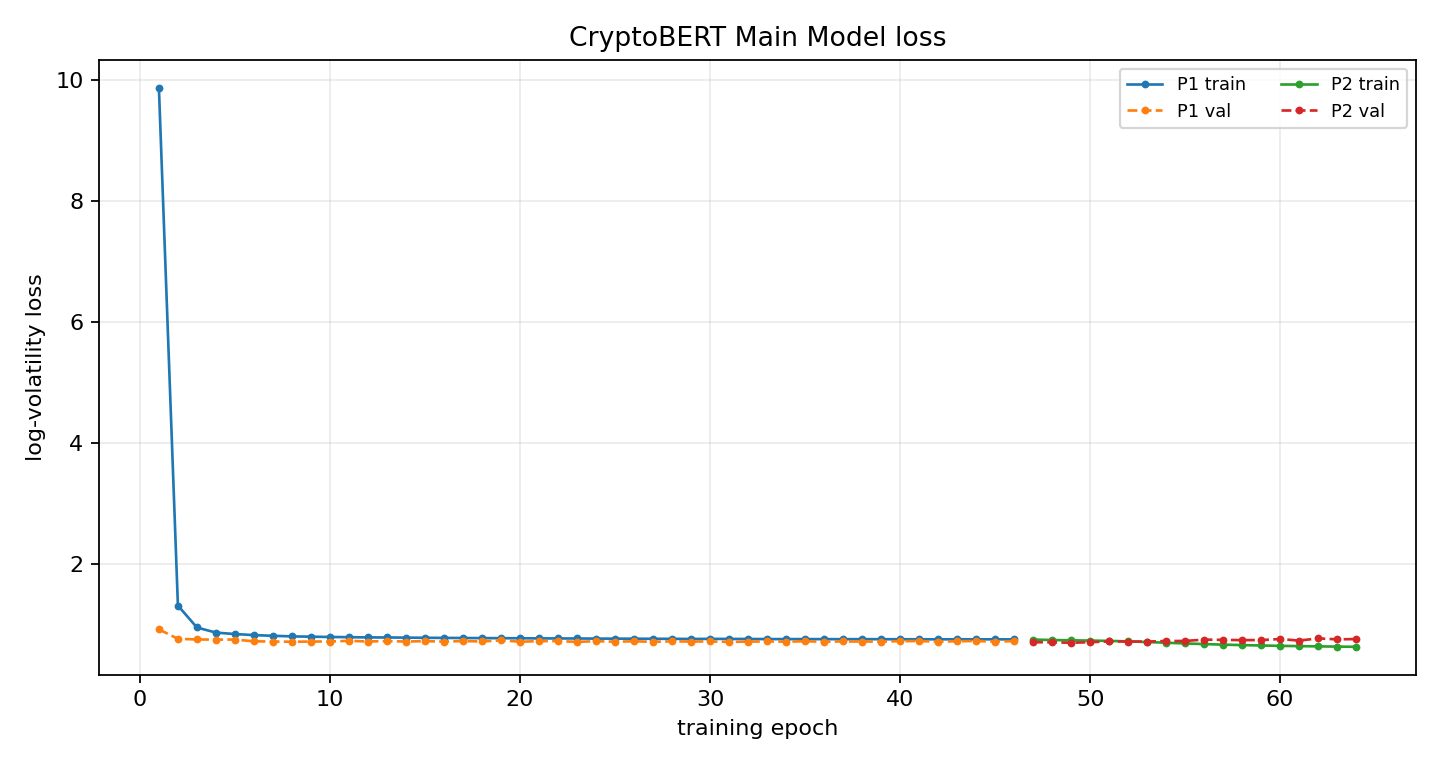 CryptoBERT Main Model loss
P1 train P2 train
P1 val P2 val
log-volatility loss
10
8
6
4
2
0 10 20 30 40 50 60
training epoch